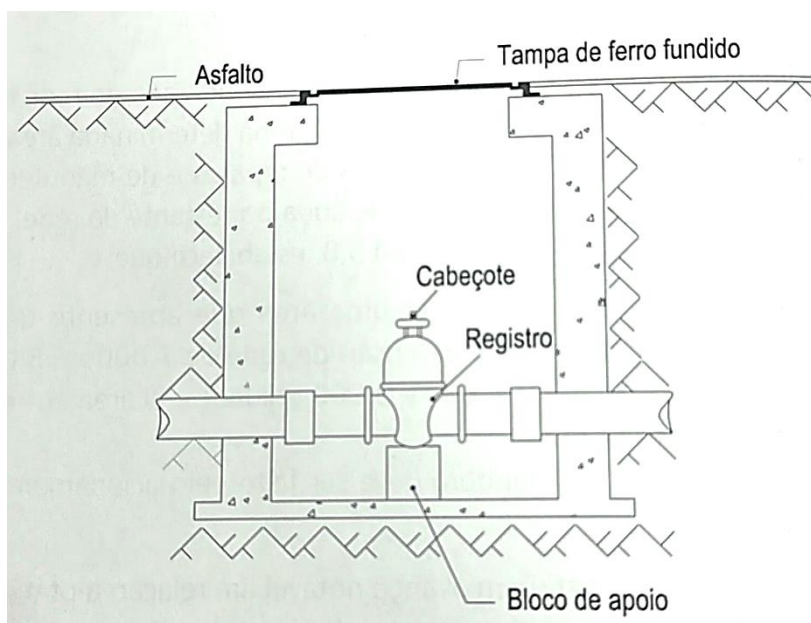 Tampa de ferro fundido
Asfalto
Cabeçote
Registro
Bloco de apoio